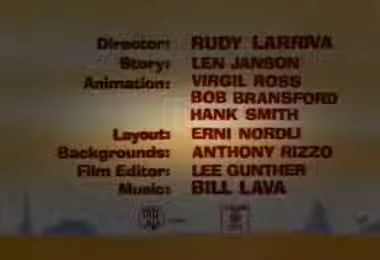 Director: RUDY LARRIVA
Story: LEN JANSON
Animation: VIRGIL ROSS
BOB BRANSFORD
HANK SMITH
Layout: ERNI NORDLI
Backgrounds: ANTHONY RIZZO
Film Editor: LEE GUNTHER
Music: BILL LAVA